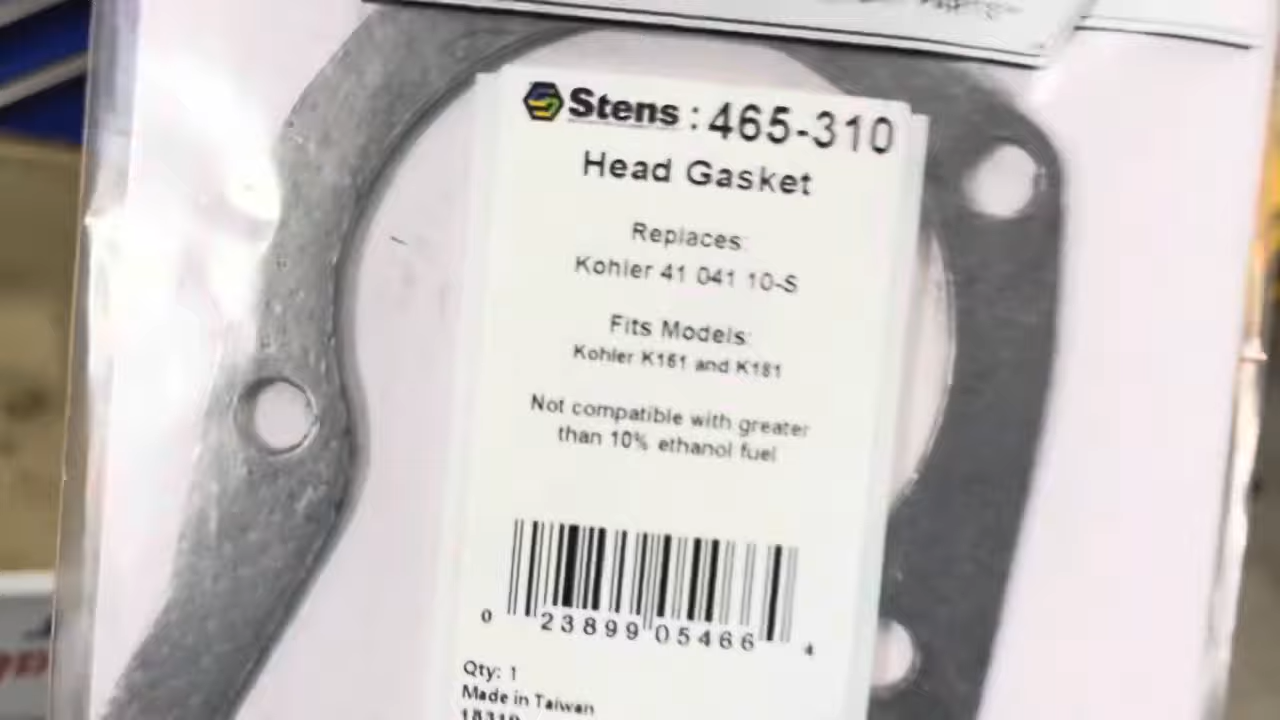 Stens : 465-310
Head Gasket
Replaces:
Kohler 41 041 10-S
Fits Models:
Kohler K161 and K181
Not compatible with greater
than 10% ethanol fuel
0 23899 05466 4
Qty: 1
Made in Taiwan